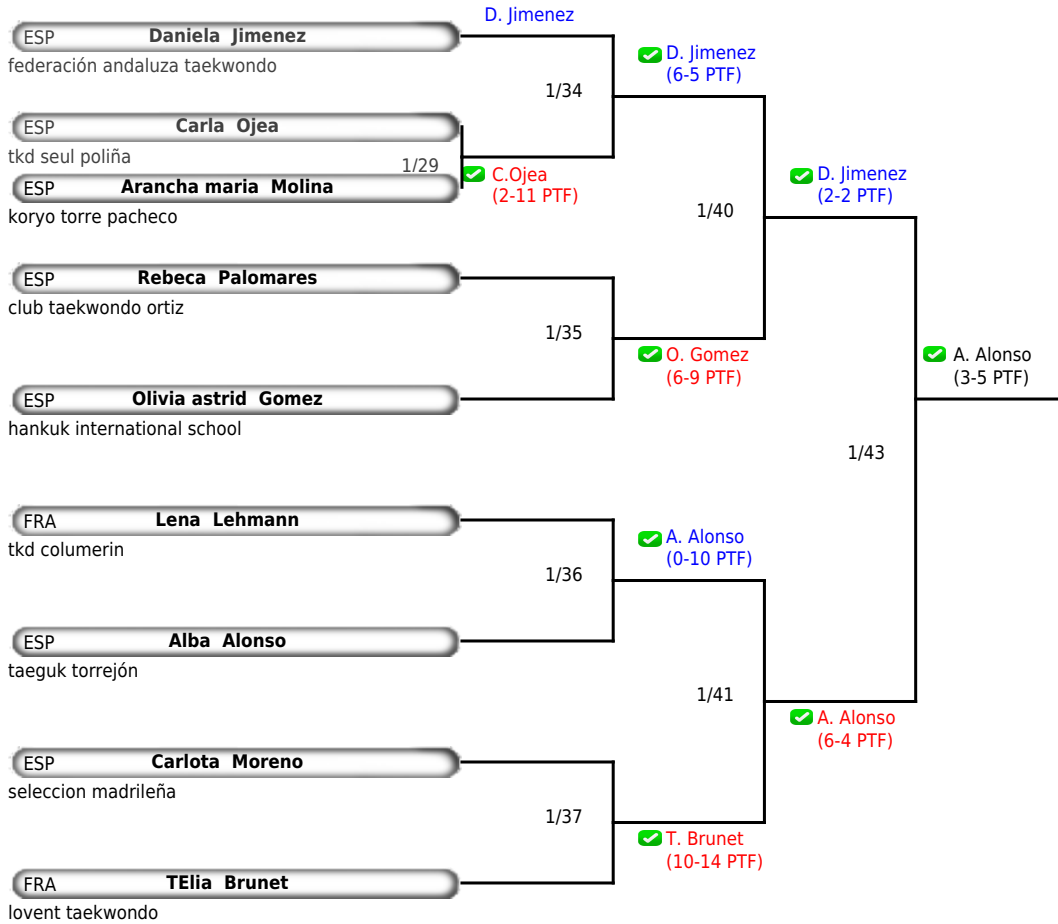 D. Jimenez
ESP Daniela Jimenez
federación andaluza taekwondo
D. Jimenez
(6-5 PTF)
1/34
ESP Carla Ojea
tkd seul poliña
1/29
C.Ojea
(2-11 PTF)
ESP Arancha maria Molina
koryo torre pacheco
D. Jimenez
(2-2 PTF)
1/40
ESP Rebeca Palomares
club taekwondo ortiz
1/35
O. Gomez
(6-9 PTF)
ESP Olivia astrid Gomez
hankuk international school
A. Alonso
(3-5 PTF)
1/43
FRA Lena Lehmann
tkd columerin
A. Alonso
(0-10 PTF)
1/36
ESP Alba Alonso
taeguk torrejón
1/41
A. Alonso
(6-4 PTF)
ESP Carlota Moreno
seleccion madrileña
1/37
T. Brunet
(10-14 PTF)
FRA TElia Brunet
lovent taekwondo